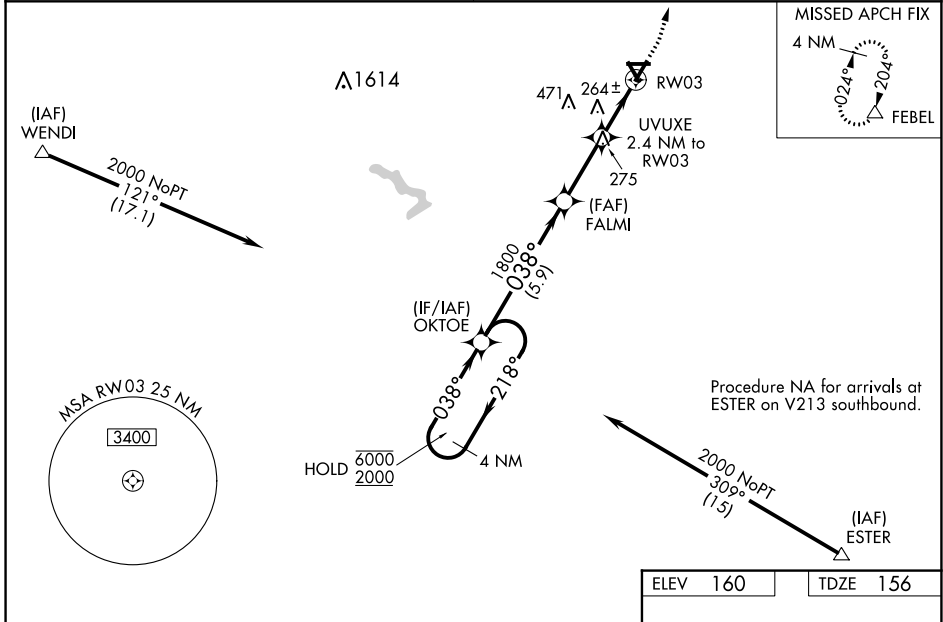 MISSED APCH FIX
4 NM
024°
204°
FEBEL
1614
471
264±
RW03
UVUXE
2.4 NM to
RW03
275
(IAF)
WENDI
2000 NoPT
121°
(17.1)
(FAF)
FALMI
1800
038°
(5.9)
(IF/IAF)
OKTOE
038°
218°
HOLD 6000
2000
4 NM
MSA RW03 25 NM
3400
Procedure NA for arrivals at
ESTER on V213 southbound.
2000 NoPT
309°
(15)
(IAF)
ESTER
ELEV 160
TDZE 156